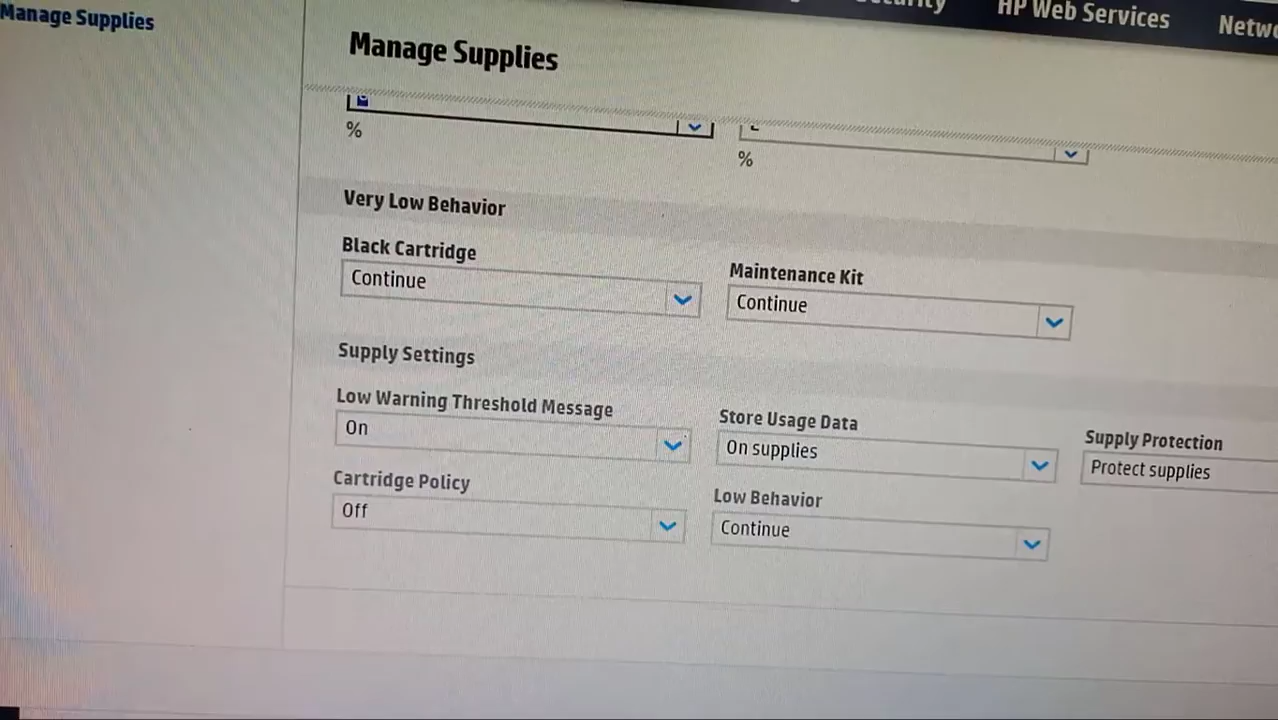 Manage Supplies
HP Web Services
Manage Supplies
%
%
Very Low Behavior
Black Cartridge
Continue
Maintenance Kit
Continue
Supply Settings
Low Warning Threshold Message
On
Store Usage Data
On supplies
Supply Protection
Protect supplies
Cartridge Policy
Off
Low Behavior
Continue